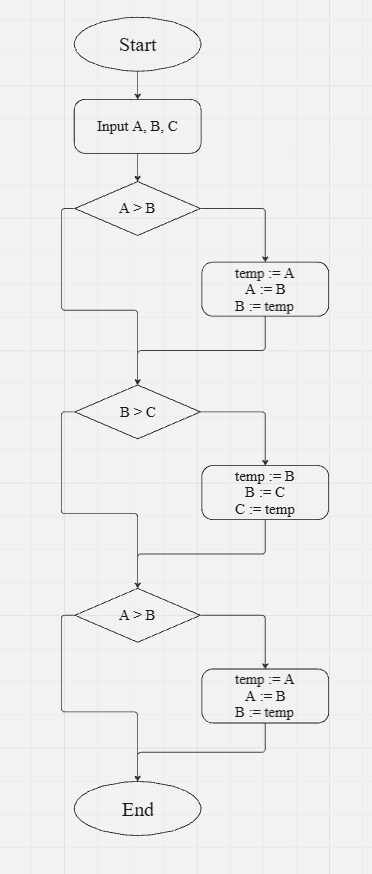 Start
Input A, B, C
A > B
temp := A
A := B
B := temp
B > C
temp := B
B := C
C := temp
A > B
temp := A
A := B
B := temp
End